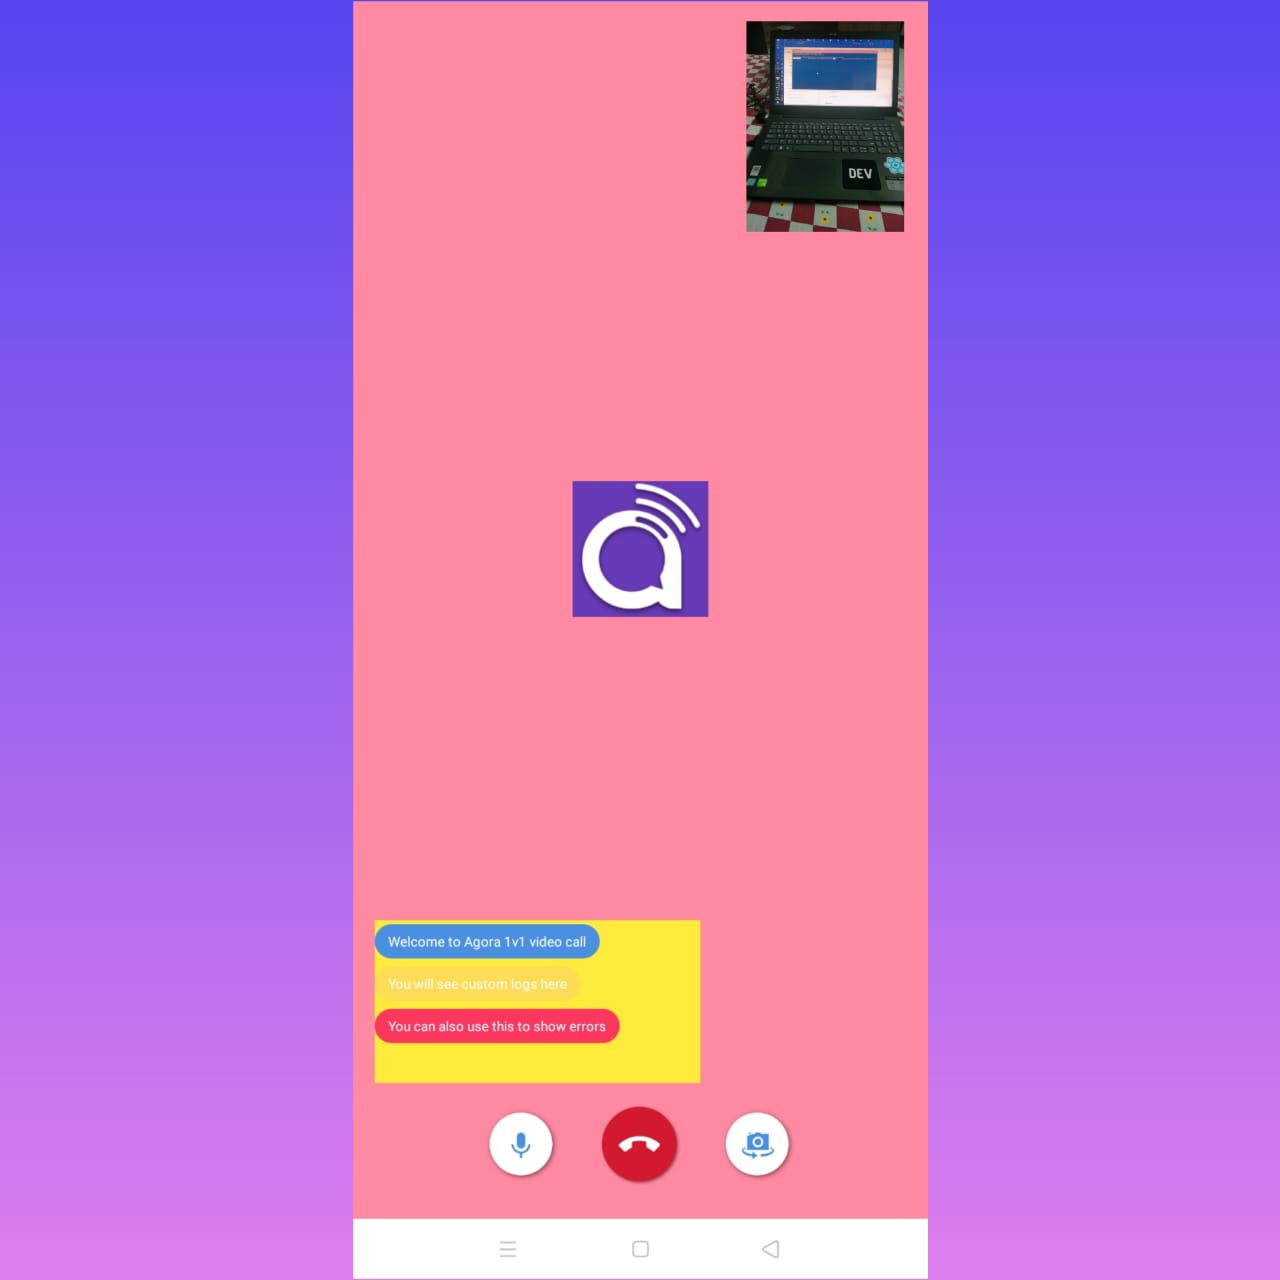 DEV
Welcome to Agora 1v1 video call
You will see custom logs here
You can also use this to show errors